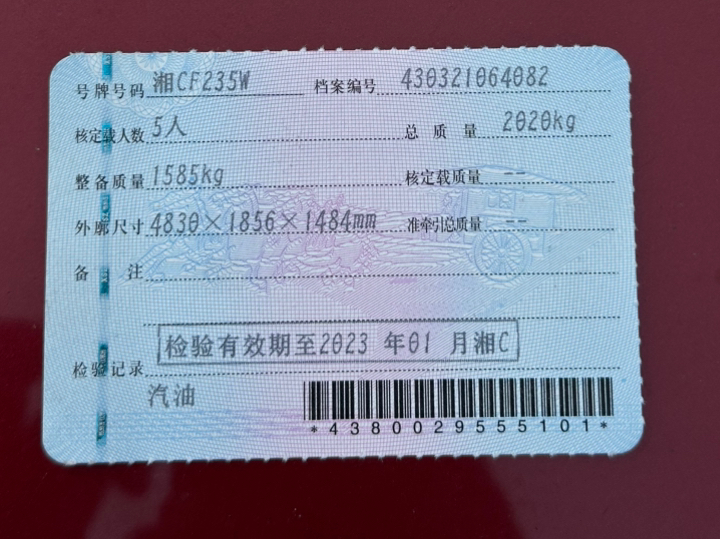 号牌号码 湘CF235W 档案编号 430321064082
核定载人数 5人 总质量 2020kg
整备质量 1585kg 核定载质量 --
外廓尺寸 4830×1856×1484mm 准牵引总质量 --
备注
检验有效期至2023 年01 月湘C
检验记录
汽油
*4380029555101*